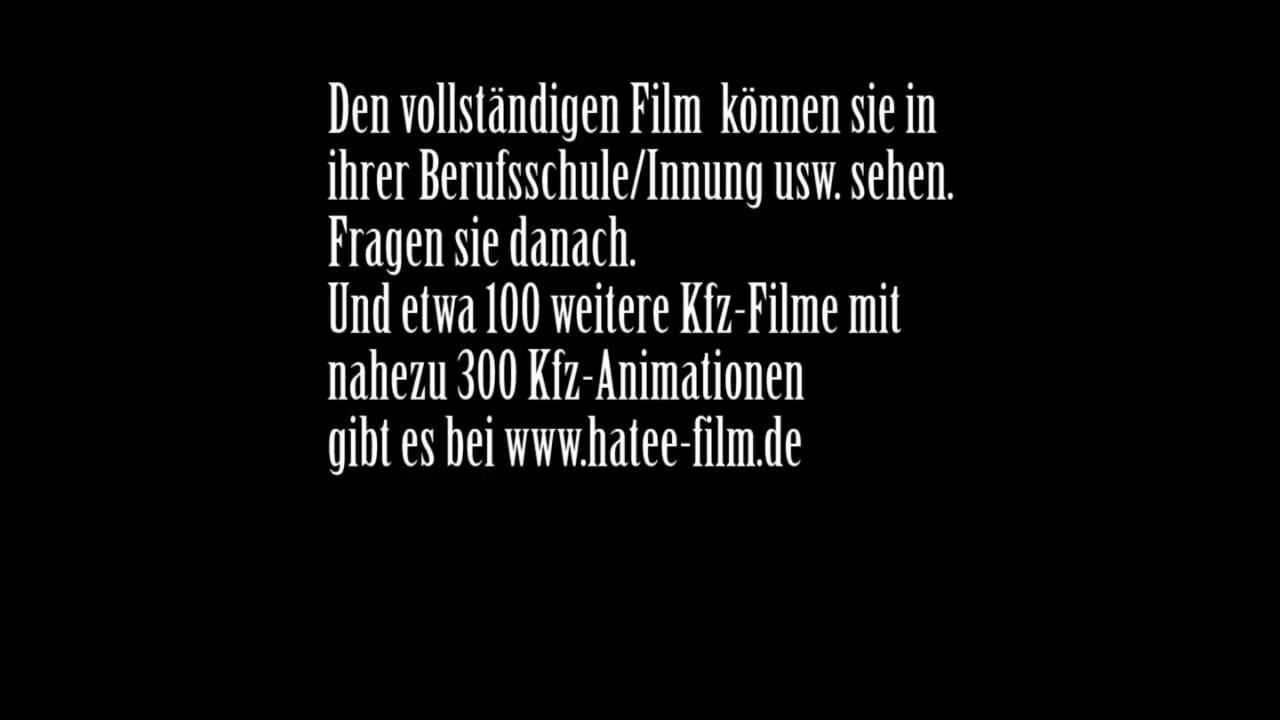 Den vollständigen Film können sie in
ihrer Berufsschule/Innung usw. sehen.
Fragen sie danach.
Und etwa 100 weitere Kfz-Filme mit
nahezu 300 Kfz-Animationen
gibt es bei www.hatee-film.de